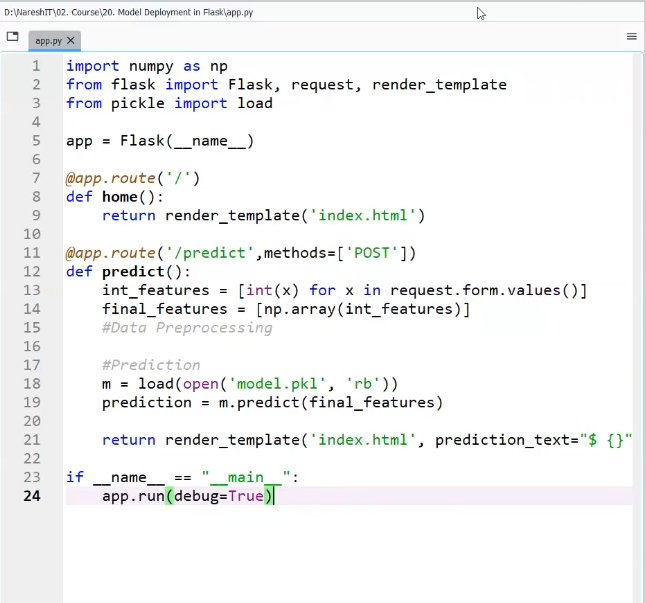 D:\NareshIT\02. Course\20. Model Deployment in Flask\app.py
app.py
1 import numpy as np
2 from flask import Flask, request, render_template
3 from pickle import load
4
5 app = Flask(__name__)
6
7 @app.route('/')
8 def home():
9     return render_template('index.html')
10
11 @app.route('/predict',methods=['POST'])
12 def predict():
13     int_features = [int(x) for x in request.form.values()]
14     final_features = [np.array(int_features)]
15     #Data Preprocessing
16
17     #Prediction
18     m = load(open('model.pkl', 'rb'))
19     prediction = m.predict(final_features)
20
21     return render_template('index.html', prediction_text="$ {}"
22
23 if __name__ == "__main__":
24     app.run(debug=True)